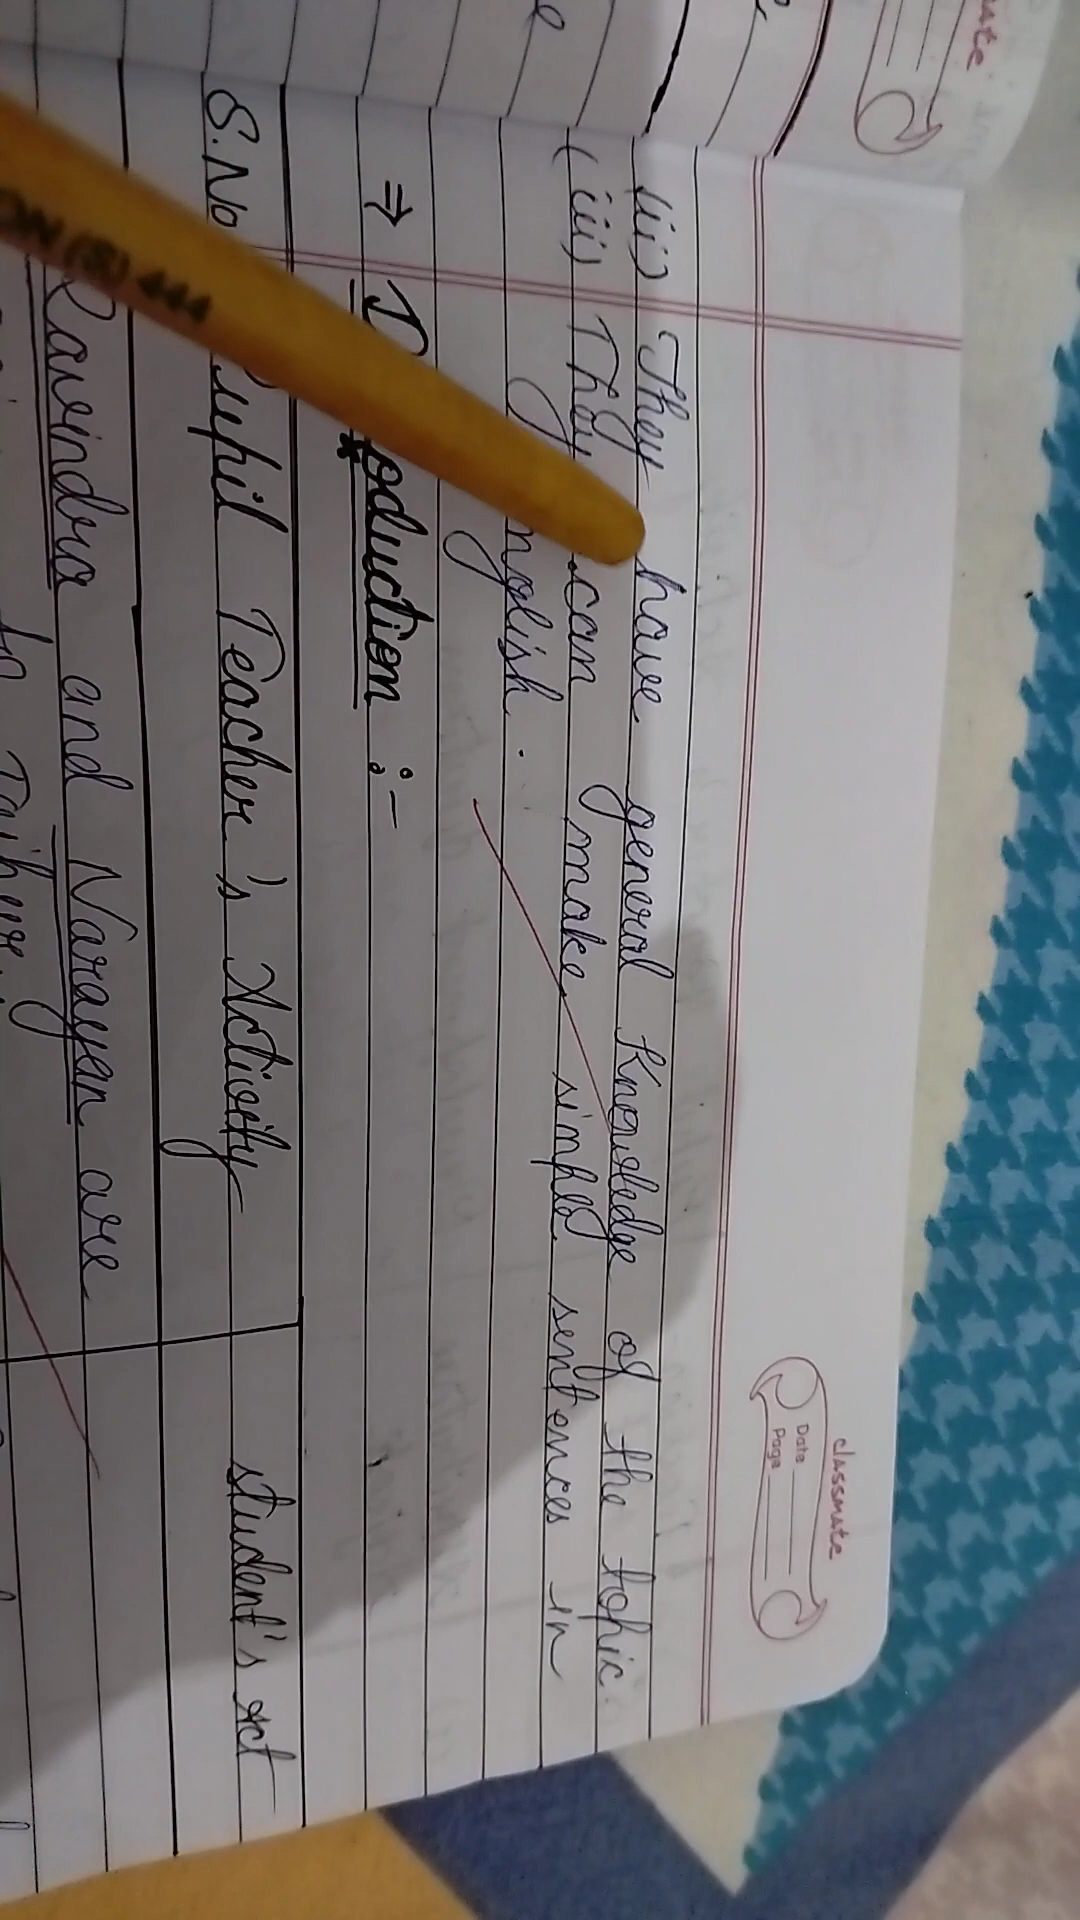 classmate
Date
Page
(ii) They have general Knowledge of the topic.
(iii) They can make simple sentences in
nglish.
⇒ I oduction :-
S.No upil Teacher's Activity student's act
Ravindra and Narayan are